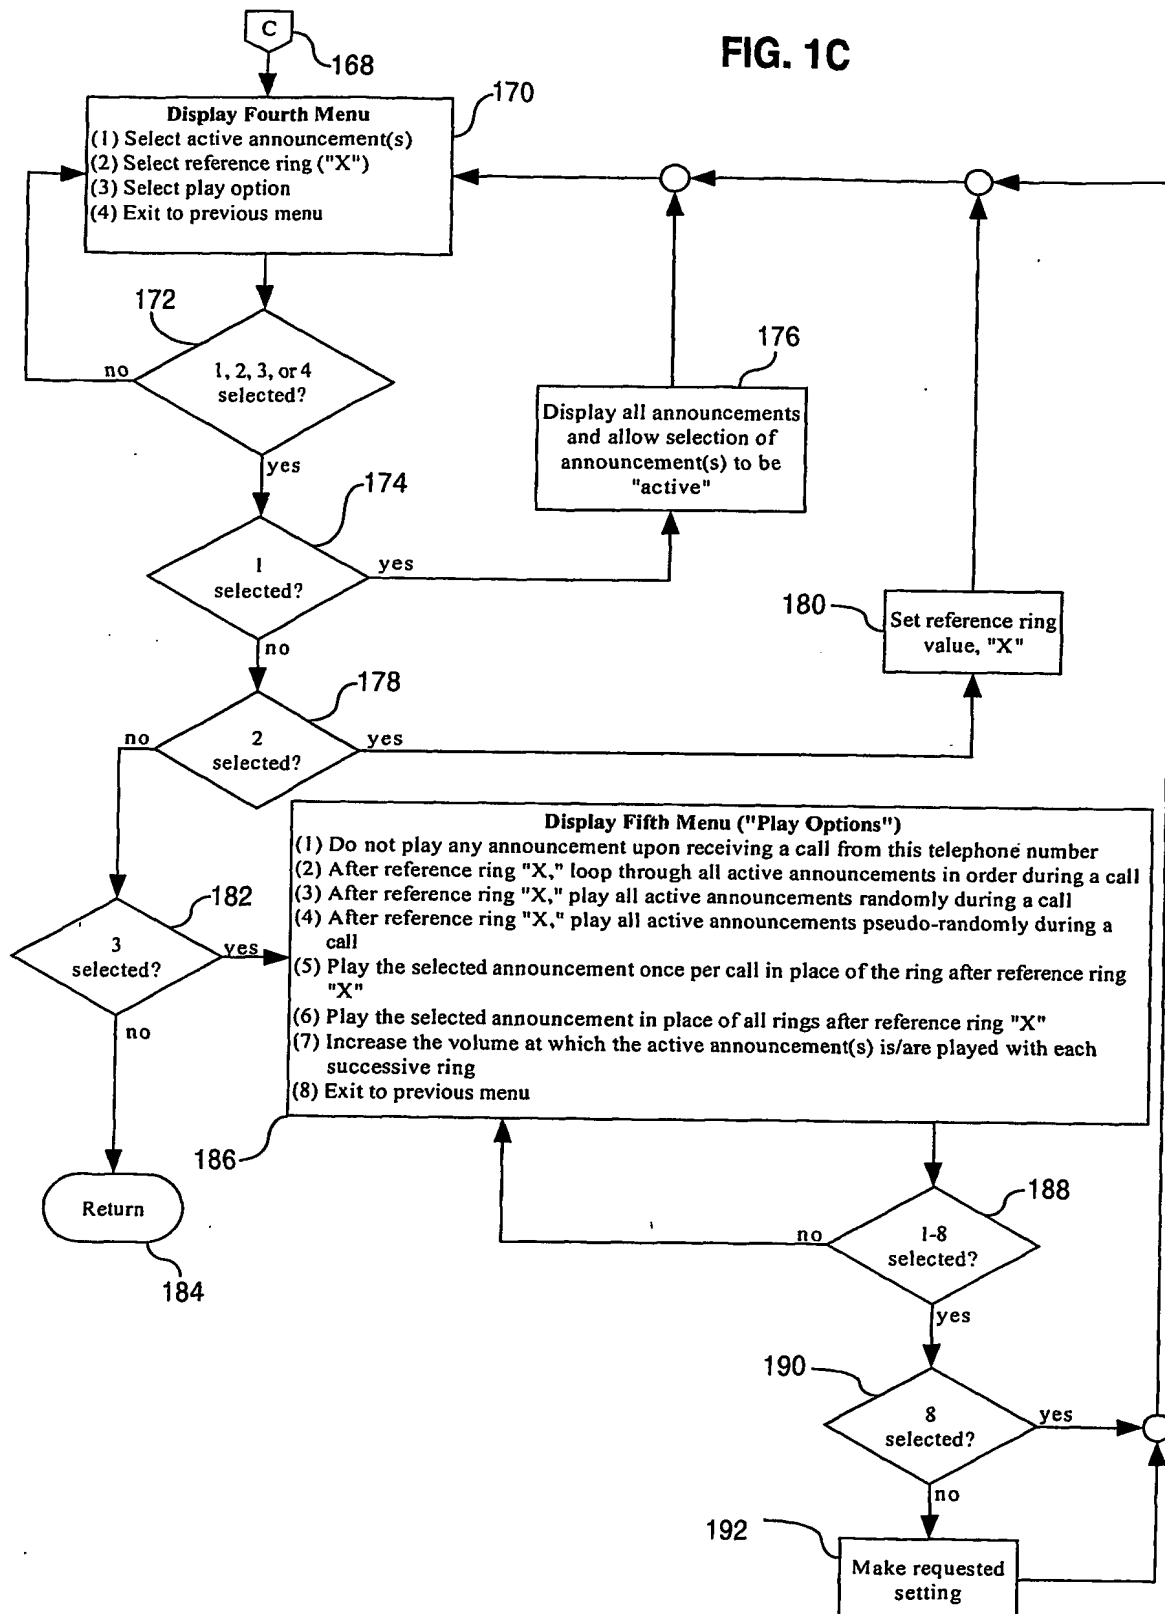 C
FIG. 1C
168
170
Display Fourth Menu
(1) Select active announcement(s)
(2) Select reference ring ("X")
(3) Select play option
(4) Exit to previous menu
172
no
1, 2, 3, or 4
selected?
yes
176
Display all announcements
and allow selection of
announcement(s) to be
"active"
174
1
selected?
yes
no
180
Set reference ring
value, "X"
178
no
2
selected?
yes
Display Fifth Menu ("Play Options")
(1) Do not play any announcement upon receiving a call from this telephone number
(2) After reference ring "X," loop through all active announcements in order during a call
(3) After reference ring "X," play all active announcements randomly during a call
(4) After reference ring "X," play all active announcements pseudo-randomly during a
call
(5) Play the selected announcement once per call in place of the ring after reference ring
"X"
(6) Play the selected announcement in place of all rings after reference ring "X"
(7) Increase the volume at which the active announcement(s) is/are played with each
successive ring
(8) Exit to previous menu
182
3
selected?
yes
no
186
Return
184
188
no
1-8
selected?
yes
190
8
selected?
yes
no
192
Make requested
setting